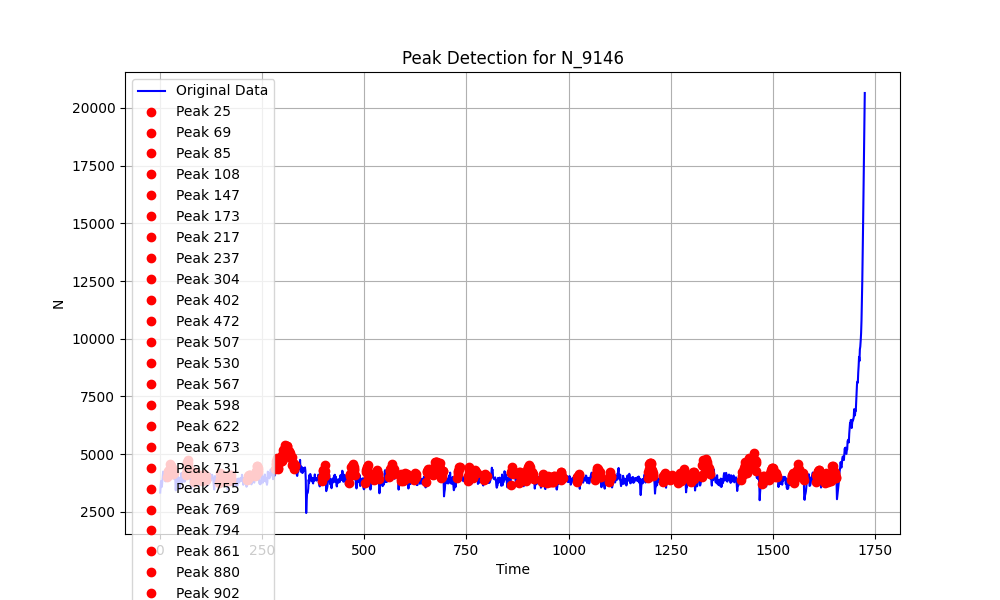 Peak Detection for N_9146
Original Data
Peak 25
Peak 69
Peak 85
Peak 108
Peak 147
Peak 173
Peak 217
Peak 237
Peak 304
Peak 402
Peak 472
Peak 507
Peak 530
Peak 567
Peak 598
Peak 622
Peak 673
Peak 731
Peak 755
Peak 769
Peak 794
Peak 861
Peak 880
Peak 902
20000
17500
15000
12500
10000
7500
5000
2500
N
0 250 500 750 1000 1250 1500 1750
Time